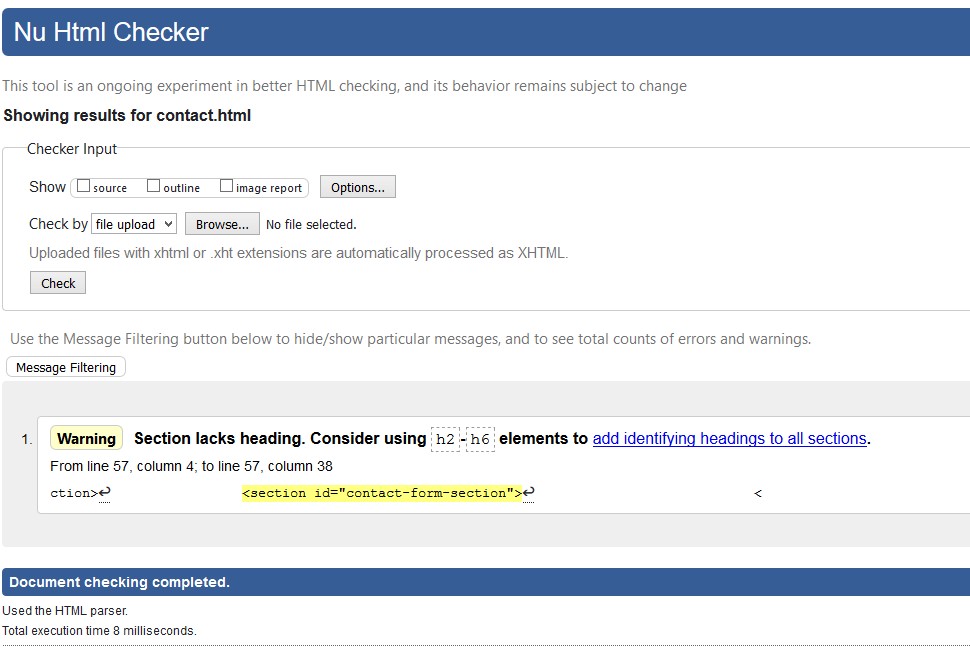 Nu Html Checker
This tool is an ongoing experiment in better HTML checking, and its behavior remains subject to change
Showing results for contact.html
Checker Input
Show source outline image report Options...
Check by file upload Browse... No file selected.
Uploaded files with xhtml or .xht extensions are automatically processed as XHTML.
Check
Use the Message Filtering button below to hide/show particular messages, and to see total counts of errors and warnings.
Message Filtering
1. Warning Section lacks heading. Consider using h2-h6 elements to add identifying headings to all sections.
From line 57, column 4; to line 57, column 38
ction>↩ <section id="contact-form-section">↩ <
Document checking completed.
Used the HTML parser.
Total execution time 8 milliseconds.